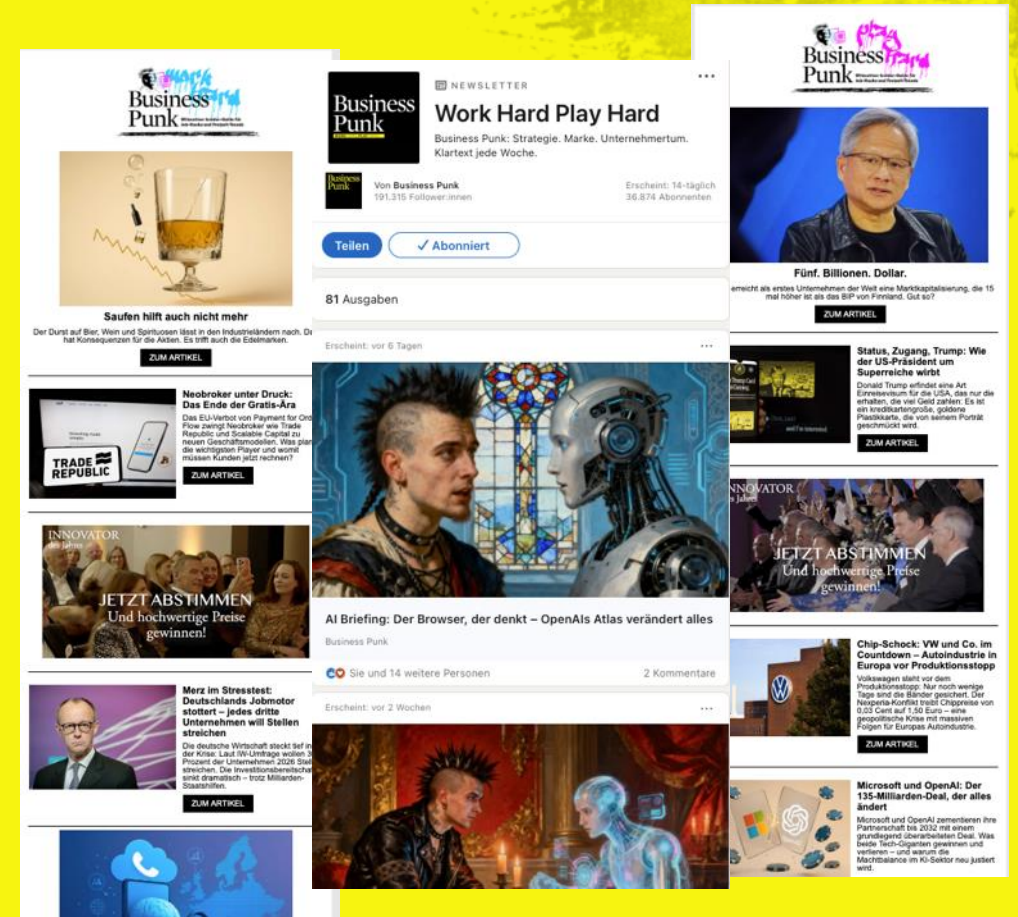 Work Hard
Business
Punk
Saufen hilft auch nicht mehr
Der Durst auf Bier, Wein und Spirituosen lässt in den Industrieländern nach.
hat Konsequenzen für die Aktien. Es trifft auch die Edelmarken.
ZUM ARTIKEL
Neobroker unter Druck:
Das Ende der Gratis-Ära
Das EU-Verbot von Payment for Ord
Flow zwingt Neobroker wie Trade
Republic und Scalable Capital zu
neuen Geschäftsmodellen. Was plan
die wichtigsten Player und womit
müssen Kunden jetzt rechnen?
ZUM ARTIKEL
TRADE
REPUBLIC
INNOVATOR
des Jahres
JETZT ABSTIMMEN
Und hochwertige Preise
gewinnen!
Merz im Stresstest:
Deutschlands Jobmotor
stottert – jedes dritte
Unternehmen will Stellen
streichen
Die deutsche Wirtschaft steckt tief in
der Krise: Laut IW-Umfrage wollen 3
Prozent der Unternehmen 2026 Stell
streichen. Die Investitionsbereitschaf
sinkt dramatisch – trotz Milliarden-
Staatshilfen.
ZUM ARTIKEL
Business
Punk
NEWSLETTER
Work Hard Play Hard
Business Punk: Strategie. Marke. Unternehmertum.
Klartext jede Woche.
Business
Punk
Von Business Punk
191.315 Follower:innen
Erscheint: 14-täglich
36.874 Abonnenten
Teilen
Abonniert
81 Ausgaben
Erscheint: vor 6 Tagen
AI Briefing: Der Browser, der denkt – OpenAIs Atlas verändert alles
Business Punk
Sie und 14 weitere Personen
2 Kommentare
Erscheint: vor 2 Wochen
play Hard
Business
Punk
Fünf. Billionen. Dollar.
erreicht als erstes Unternehmen der Welt eine Marktkapitalisierung, die 15
mal höher ist als das BIP von Finnland. Gut so?
ZUM ARTIKEL
Status, Zugang, Trump: Wie
der US-Präsident um
Superreiche wirbt
Donald Trump erfindet eine Art
Einreisevisum für die USA, das nur die
erhalten, die viel Geld zahlen: Es ist
ein kreditkartengroße, goldene
Plastikkarte, die von seinem Porträt
geschmückt wird.
ZUM ARTIKEL
NNOVATOR
des Jahres
JETZT ABSTIMMEN
Und hochwertige Preise
gewinnen!
Chip-Schock: VW und Co. im
Countdown – Autoindustrie in
Europa vor Produktionsstopp
Volkswagen steht vor dem
Produktionsstopp: Nur noch wenige
Tage sind die Bänder gesichert. Der
Nexperia-Konflikt treibt Chippreise von
0,03 Cent auf 1,50 Euro – eine
geopolitische Krise mit massiven
Folgen für Europas Autoindustrie.
ZUM ARTIKEL
Microsoft und OpenAI: Der
135-Milliarden-Deal, der alles
ändert
Microsoft und OpenAI zementieren ihre
Partnerschaft bis 2032 mit einem
grundlegend überarbeiteten Deal. Was
beide Tech-Giganten gewinnen und
verlieren – und warum die
Machtbalance im KI-Sektor neu justiert
wird.